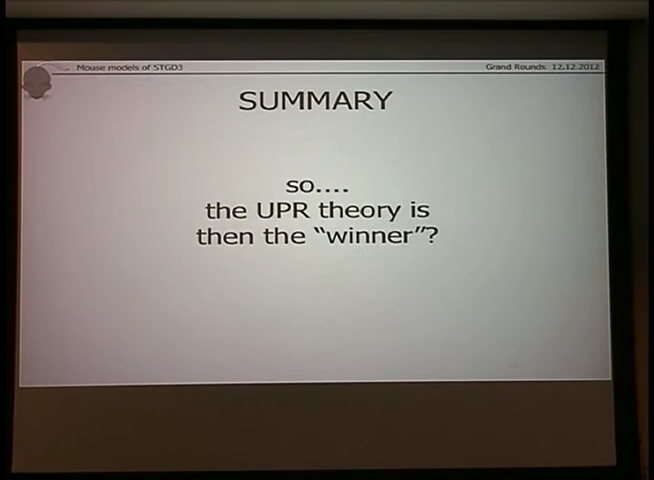 Mouse models of STGD3
Grand Rounds 12.12.2012
SUMMARY
so....
the UPR theory is
then the “winner”?